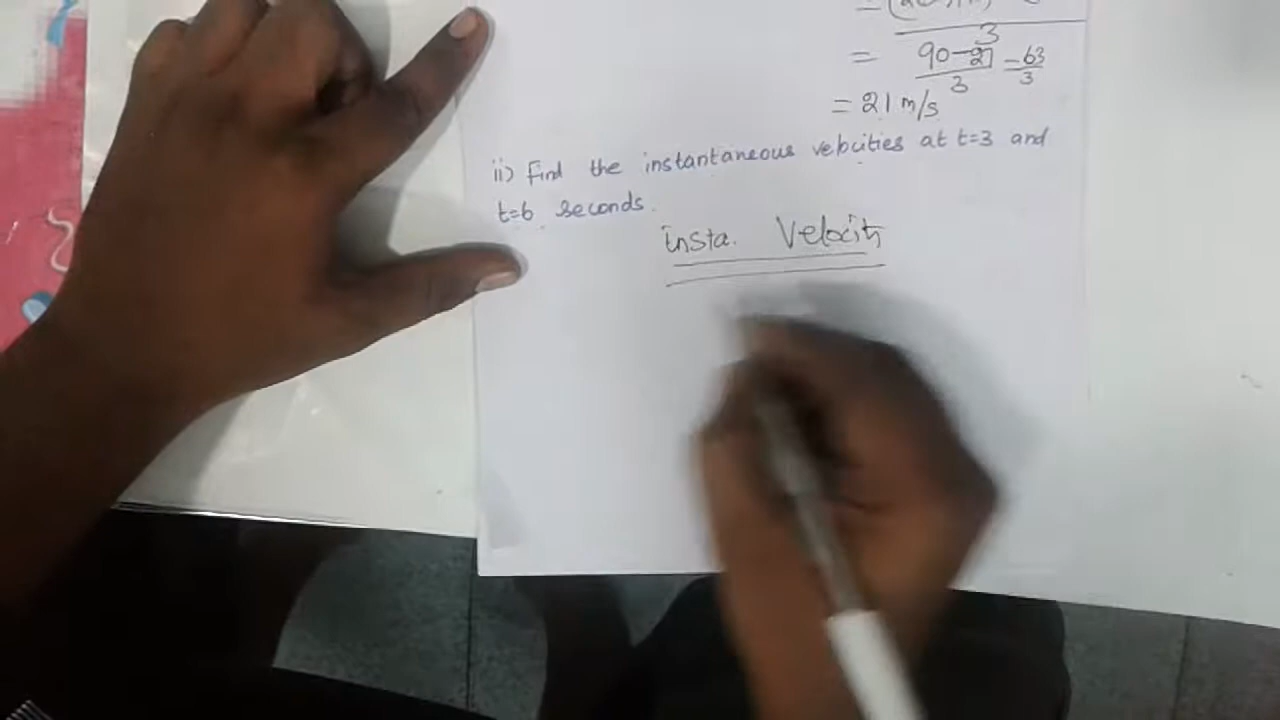 3
= 90-27 -63
3 3
= 21 m/s
ii) Find the instantaneous velocities at t=3 and
t=6 seconds.
insta. Velocity